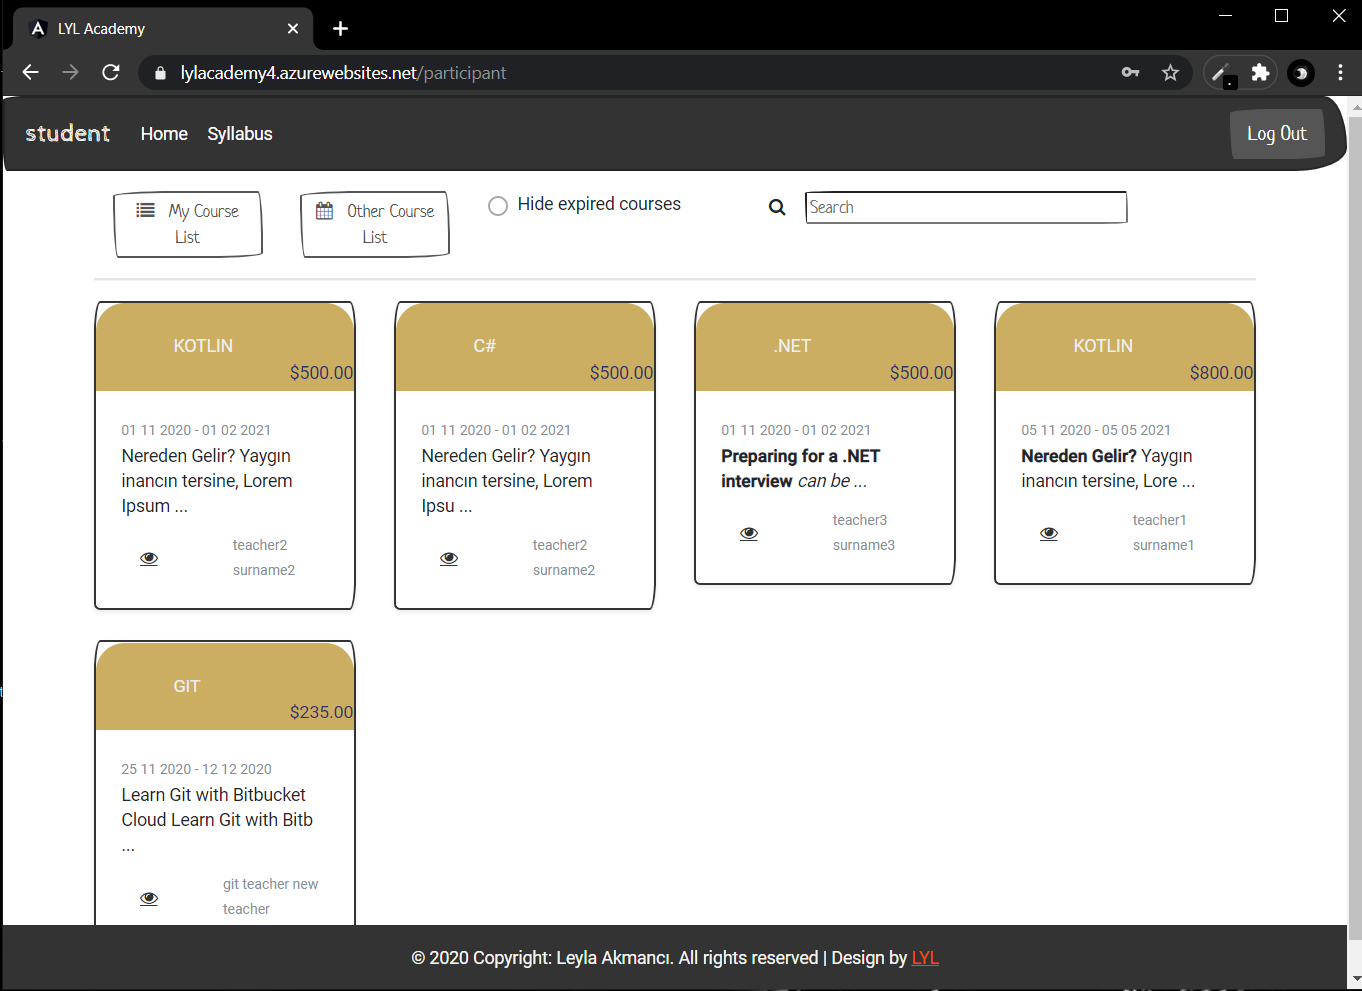 LYL Academy
lylacademy4.azurewebsites.net/participant
student Home Syllabus Log Out
My Course
List
Other Course
List
Hide expired courses
Search
KOTLIN
$500.00
01 11 2020 - 01 02 2021
Nereden Gelir? Yaygın
inancın tersine, Lorem
Ipsum ...
teacher2
surname2
C#
$500.00
01 11 2020 - 01 02 2021
Nereden Gelir? Yaygın
inancın tersine, Lorem
Ipsu ...
teacher2
surname2
.NET
$500.00
01 11 2020 - 01 02 2021
Preparing for a .NET
interview can be ...
teacher3
surname3
KOTLIN
$800.00
05 11 2020 - 05 05 2021
Nereden Gelir? Yaygın
inancın tersine, Lore ...
teacher1
surname1
GIT
$235.00
25 11 2020 - 12 12 2020
Learn Git with Bitbucket
Cloud Learn Git with Bitb
...
git teacher new
teacher
© 2020 Copyright: Leyla Akmancı. All rights reserved | Design by LYL